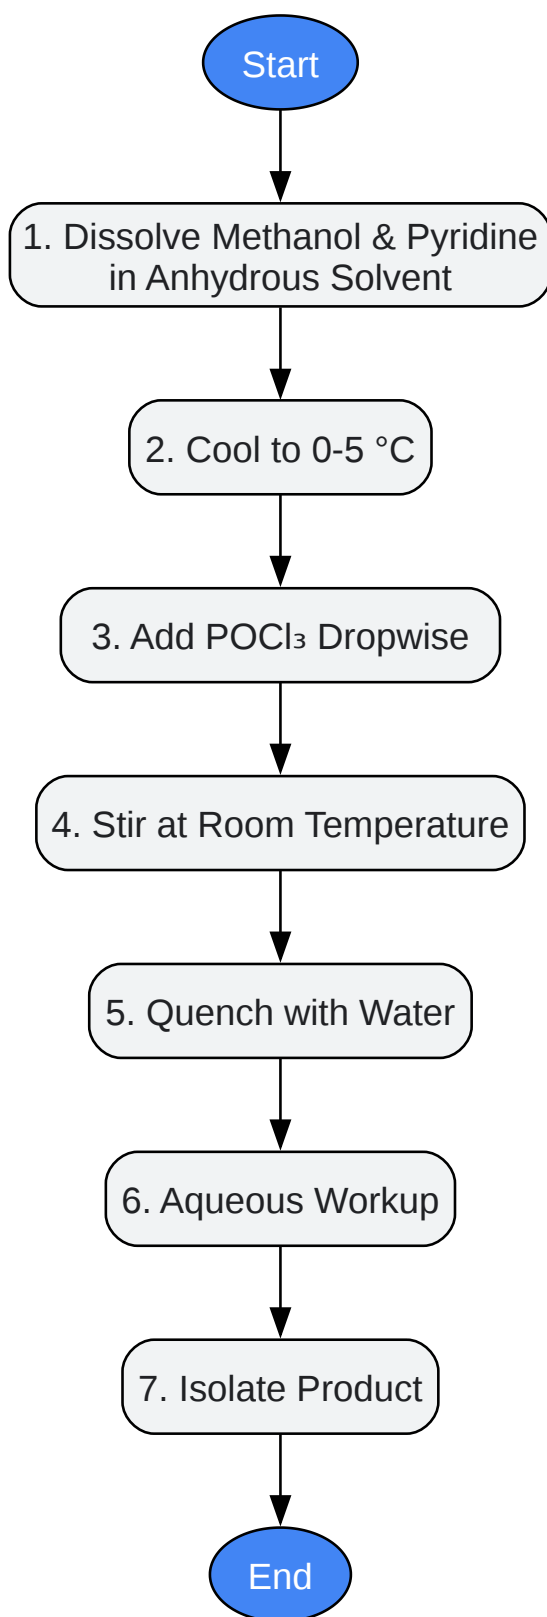 Start
1. Dissolve Methanol & Pyridine
in Anhydrous Solvent
2. Cool to 0-5 °C
3. Add POCl₃ Dropwise
4. Stir at Room Temperature
5. Quench with Water
6. Aqueous Workup
7. Isolate Product
End